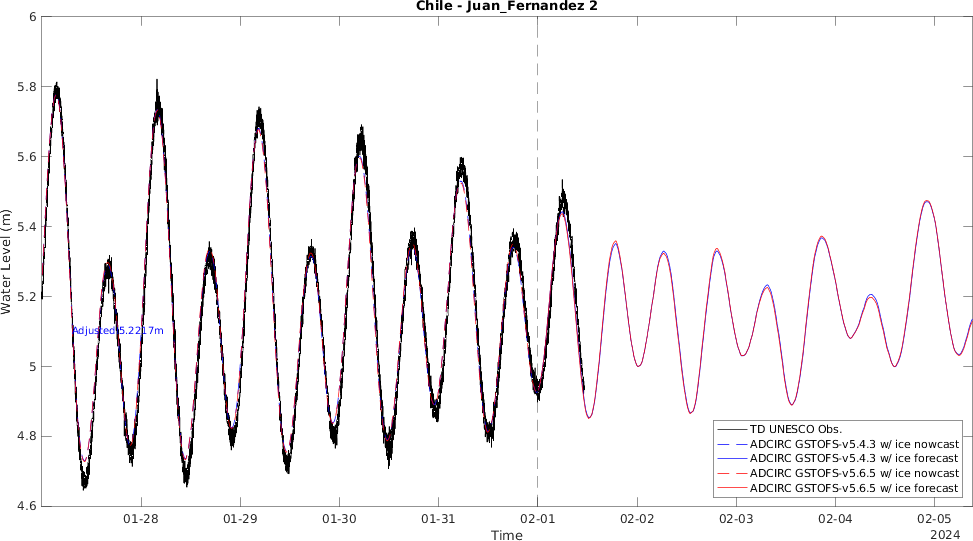 Chile - Juan_Fernandez 2
6
5.8
5.6
5.4
5.2
5
4.8
4.6
Water Level (m)
Adjusted 5.2217m
TD UNESCO Obs.
ADCIRC GSTOFS-v5.4.3 w/ ice nowcast
ADCIRC GSTOFS-v5.4.3 w/ ice forecast
ADCIRC GSTOFS-v5.6.5 w/ ice nowcast
ADCIRC GSTOFS-v5.6.5 w/ ice forecast
01-28 01-29 01-30 01-31 02-01 02-02 02-03 02-04 02-05
Time 2024